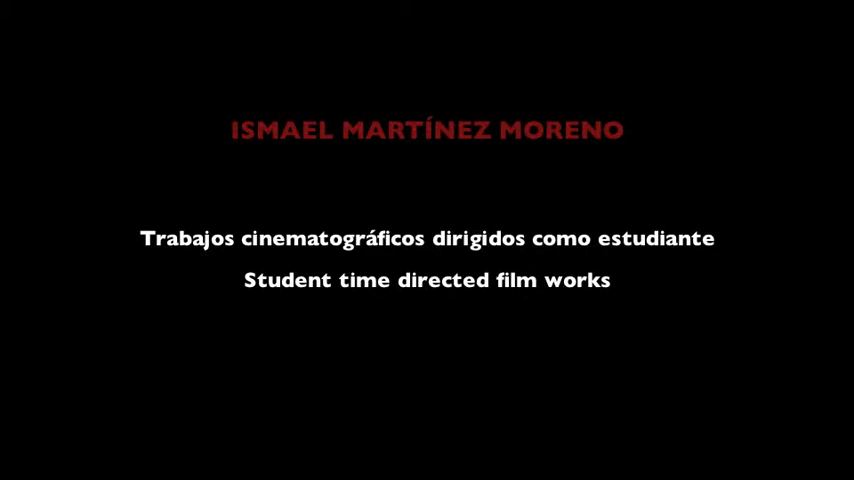 ISMAEL MARTÍNEZ MORENO
Trabajos cinematográficos dirigidos como estudiante
Student time directed film works